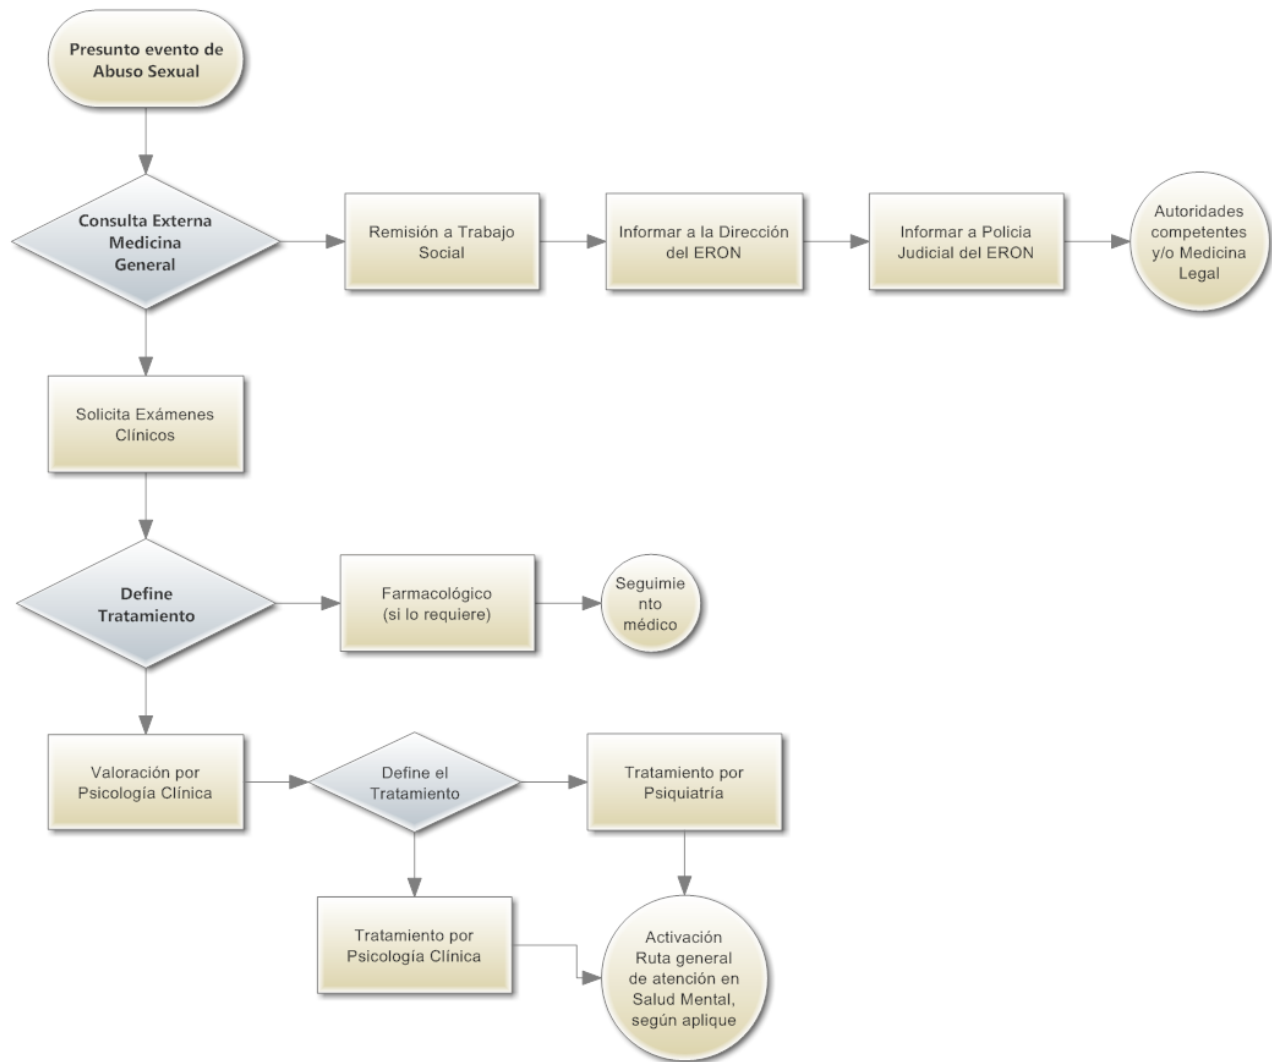 Presunto evento de
Abuso Sexual
Consulta Externa
Medicina
General
Remisión a Trabajo
Social
Informar a la Dirección
del ERON
Informar a Policia
Judicial del ERON
Autoridades
competentes
y/o Medicina
Legal
Solicita Exámenes
Clínicos
Define
Tratamiento
Farmacológico
(si lo requiere)
Seguimie
nto
médico
Valoración por
Psicología Clínica
Define el
Tratamiento
Tratamiento por
Psiquiatría
Tratamiento por
Psicología Clínica
Activación
Ruta general
de atención en
Salud Mental,
según aplique